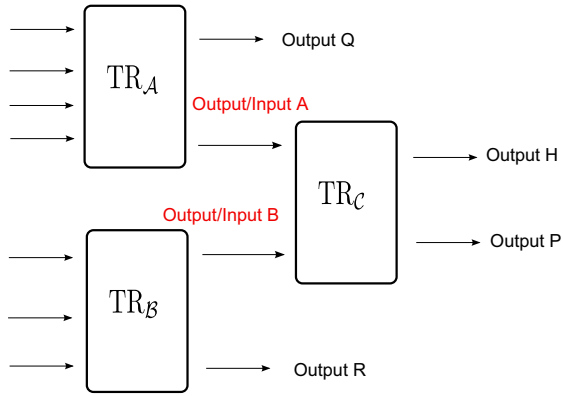 Output Q
TR𝒜
Output/Input A
Output H
TR𝒞
Output/Input B
Output P
TRℬ
Output R